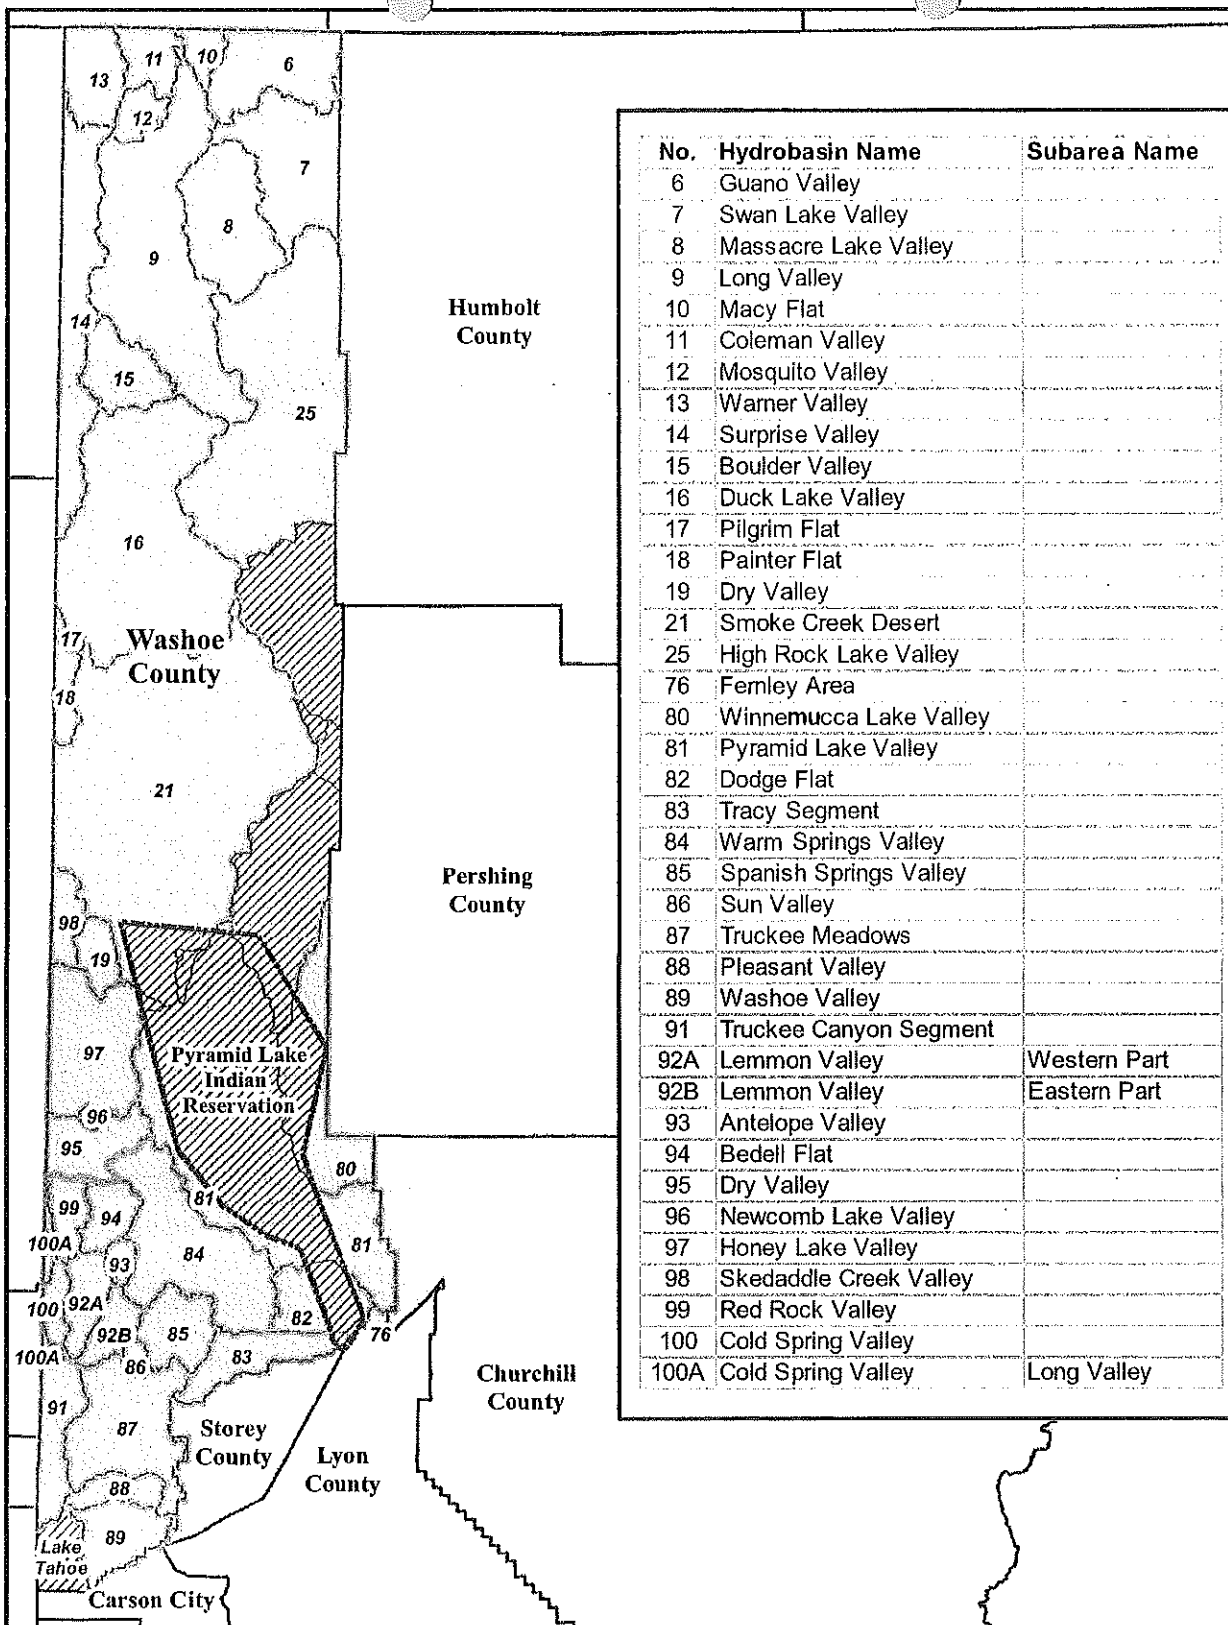 11
10
6
13
12
7
8
9
14
15
25
16
17
18
21
98
19
97
96
95
99
94
81
80
81
100A
93
84
100
92A
92B
85
82
76
100A
86
83
91
87
88
89
Humbolt
County
Washoe
County
Pershing
County
Pyramid Lake
Indian
Reservation
Churchill
County
Storey
County
Lyon
County
Lake
Tahoe
Carson City
No. Hydrobasin Name Subarea Name
6 Guano Valley
7 Swan Lake Valley
8 Massacre Lake Valley
9 Long Valley
10 Macy Flat
11 Coleman Valley
12 Mosquito Valley
13 Warner Valley
14 Surprise Valley
15 Boulder Valley
16 Duck Lake Valley
17 Pilgrim Flat
18 Painter Flat
19 Dry Valley
21 Smoke Creek Desert
25 High Rock Lake Valley
76 Fernley Area
80 Winnemucca Lake Valley
81 Pyramid Lake Valley
82 Dodge Flat
83 Tracy Segment
84 Warm Springs Valley
85 Spanish Springs Valley
86 Sun Valley
87 Truckee Meadows
88 Pleasant Valley
89 Washoe Valley
91 Truckee Canyon Segment
92A Lemmon Valley Western Part
92B Lemmon Valley Eastern Part
93 Antelope Valley
94 Bedell Flat
95 Dry Valley
96 Newcomb Lake Valley
97 Honey Lake Valley
98 Skedaddle Creek Valley
99 Red Rock Valley
100 Cold Spring Valley
100A Cold Spring Valley Long Valley